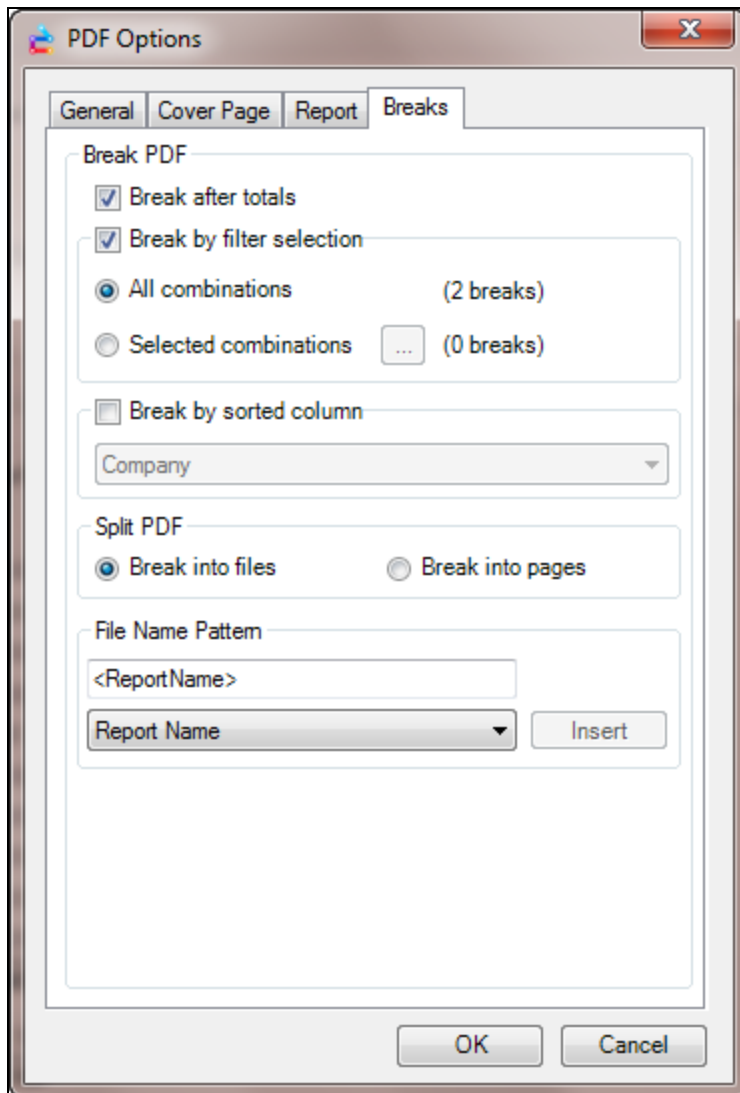 PDF Options
General Cover Page Report Breaks
Break PDF
Break after totals
Break by filter selection
All combinations (2 breaks)
Selected combinations ... (0 breaks)
Break by sorted column
Company
Split PDF
Break into files Break into pages
File Name Pattern
<ReportName>
Report Name Insert
OK Cancel